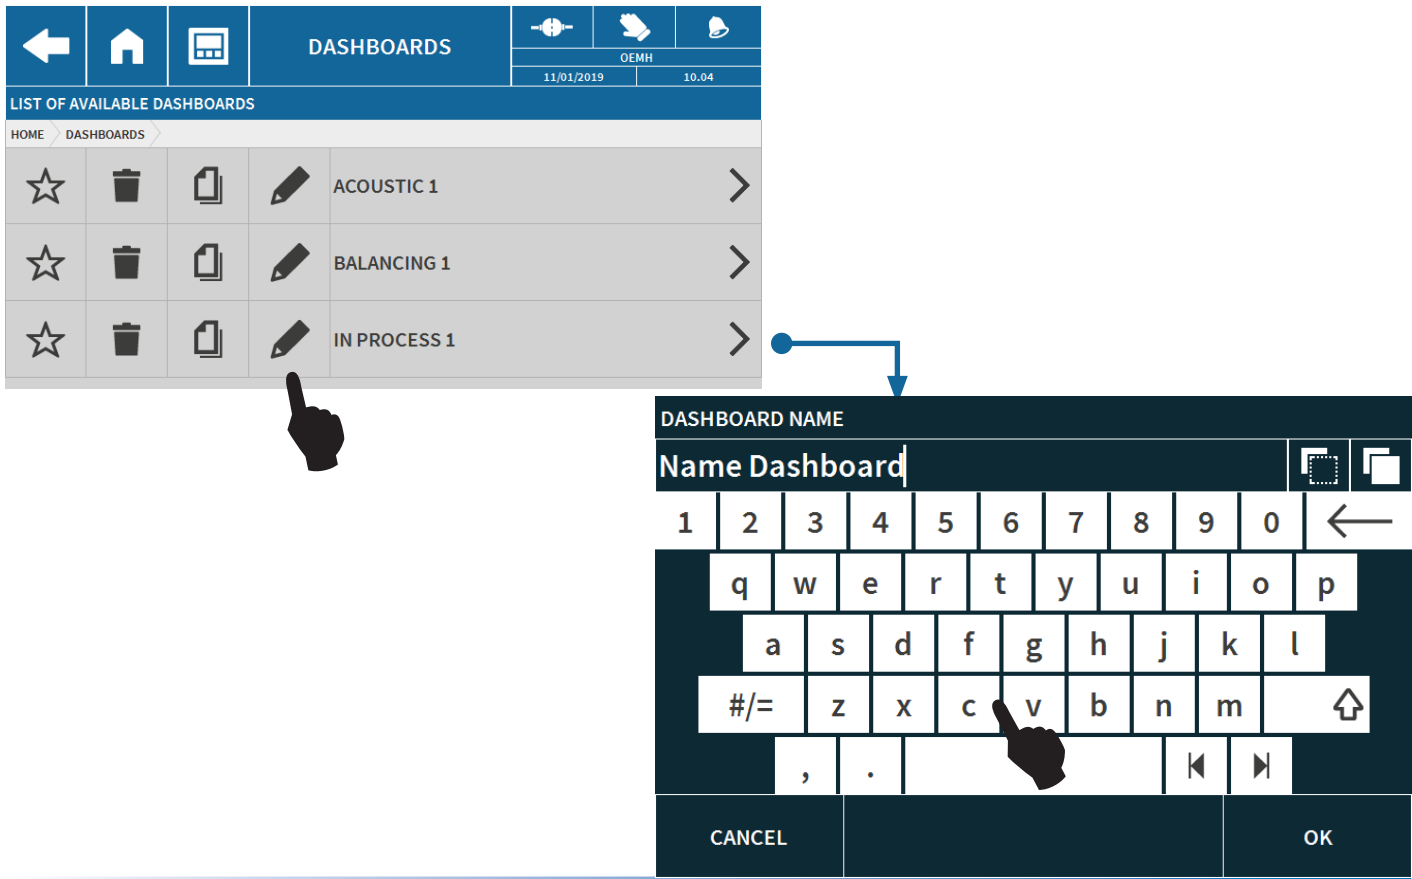 DASHBOARDS
OEMH
11/01/2019 10.04
LIST OF AVAILABLE DASHBOARDS
HOME DASHBOARDS
ACOUSTIC 1
BALANCING 1
IN PROCESS 1
DASHBOARD NAME
Name Dashboard
1 2 3 4 5 6 7 8 9 0
q w e r t y u i o p
a s d f g h j k l
#/= z x c v b n m
, .
CANCEL OK